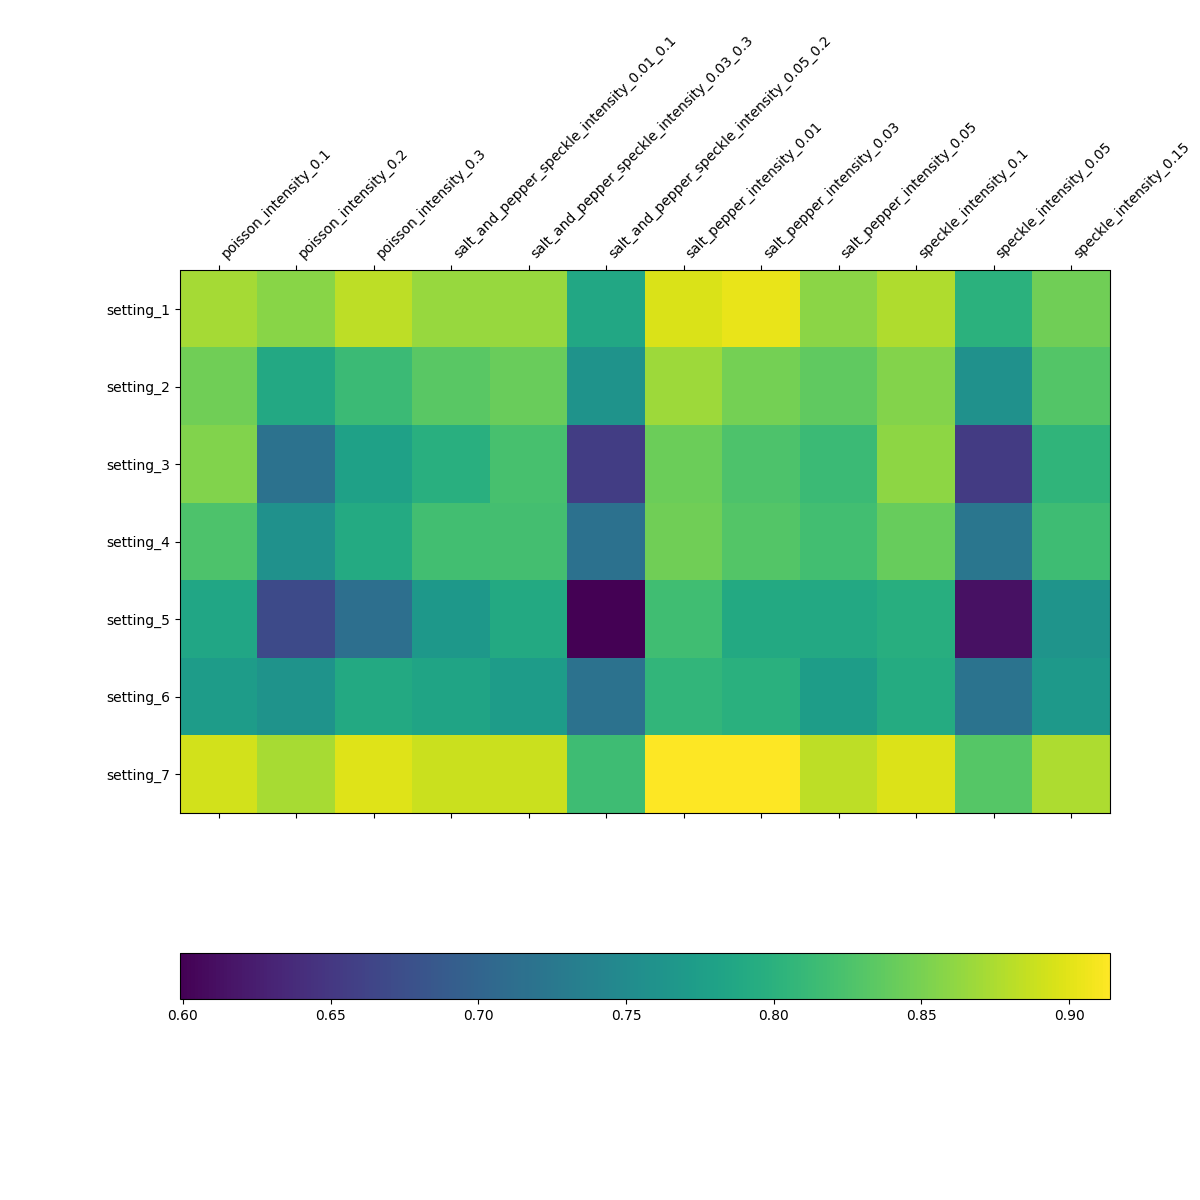 poisson_intensity_0.1
poisson_intensity_0.2
poisson_intensity_0.3
salt_and_pepper_speckle_intensity_0.01_0.1
salt_and_pepper_speckle_intensity_0.03_0.3
salt_and_pepper_speckle_intensity_0.05_0.2
salt_pepper_intensity_0.01
salt_pepper_intensity_0.03
salt_pepper_intensity_0.05
speckle_intensity_0.1
speckle_intensity_0.05
speckle_intensity_0.15
setting_1
setting_2
setting_3
setting_4
setting_5
setting_6
setting_7
0.60 0.65 0.70 0.75 0.80 0.85 0.90